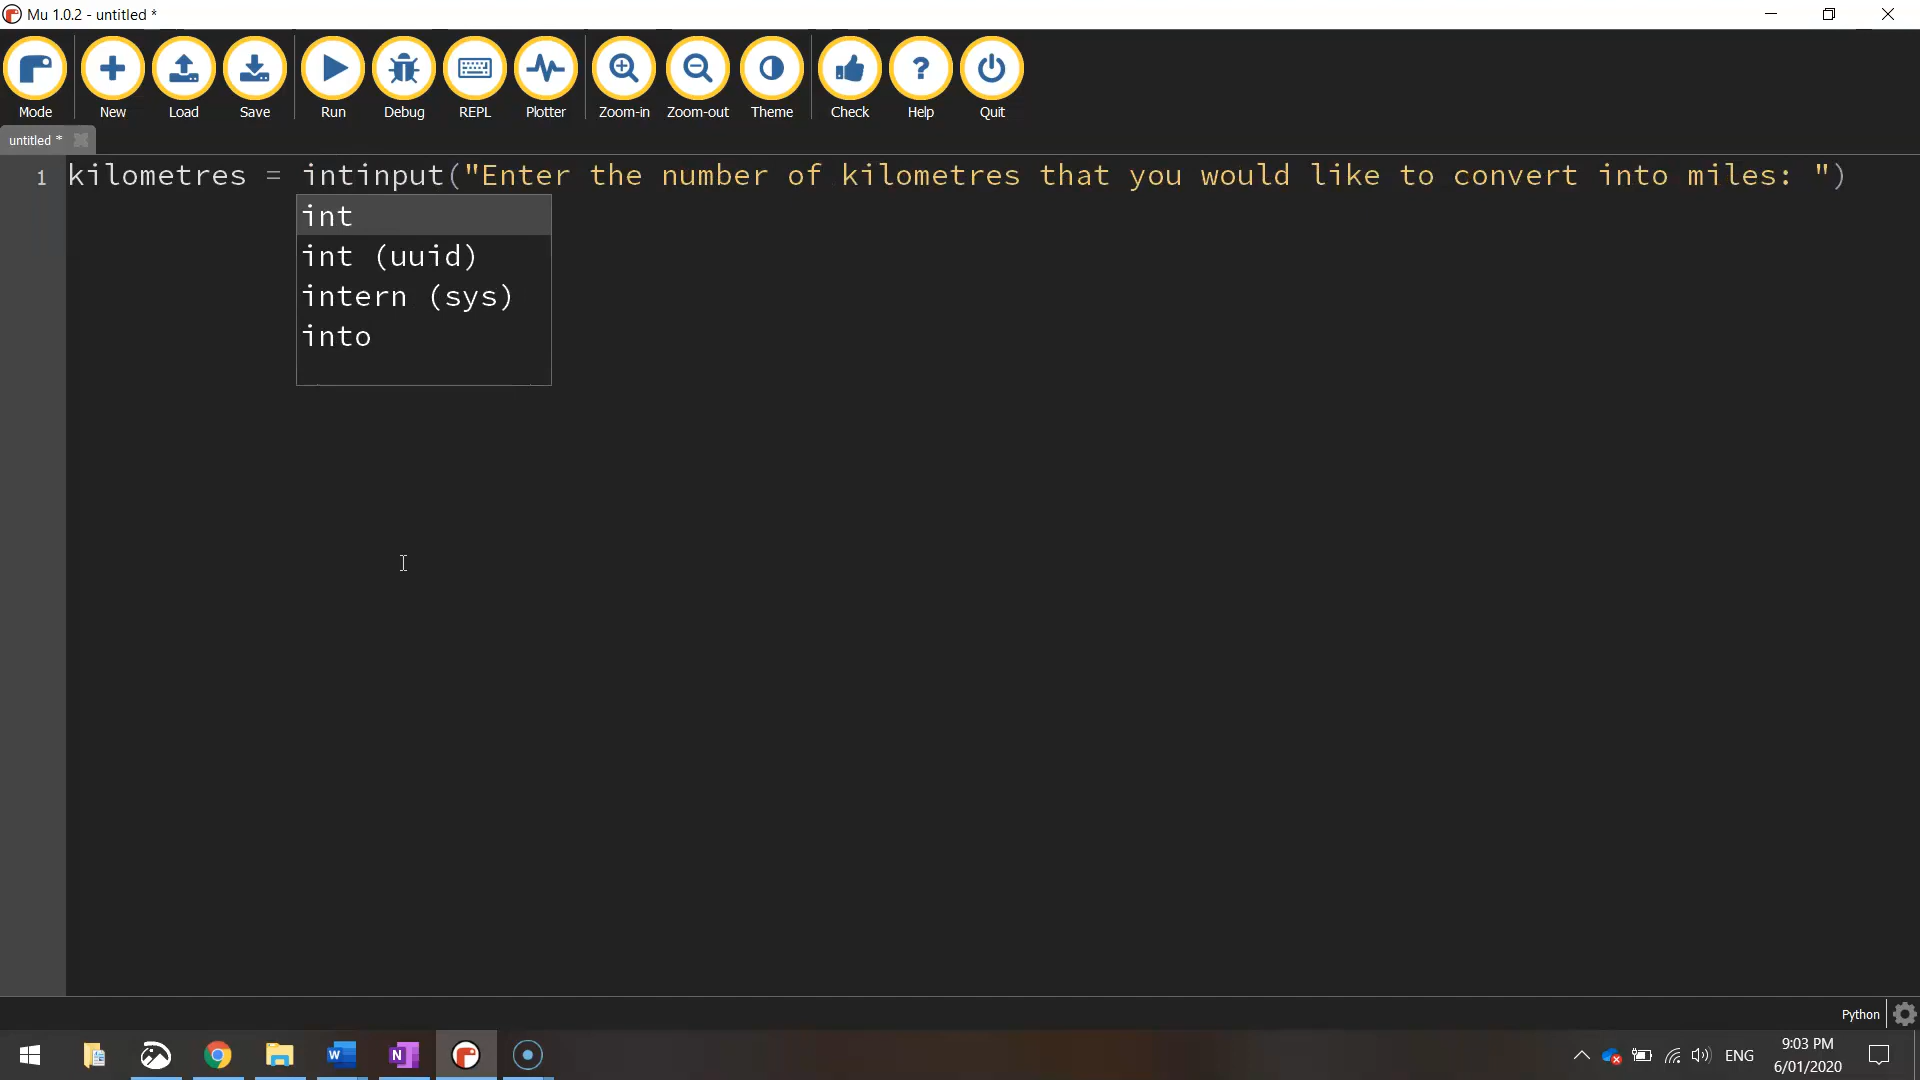 Mu 1.0.2 - untitled *
Mode New Load Save Run Debug REPL Plotter Zoom-in Zoom-out Theme Check Help Quit
untitled *
1 kilometres = intinput("Enter the number of kilometres that you would like to convert into miles: ")
int
int (uuid)
intern (sys)
into
Python
ENG
9:03 PM
6/01/2020